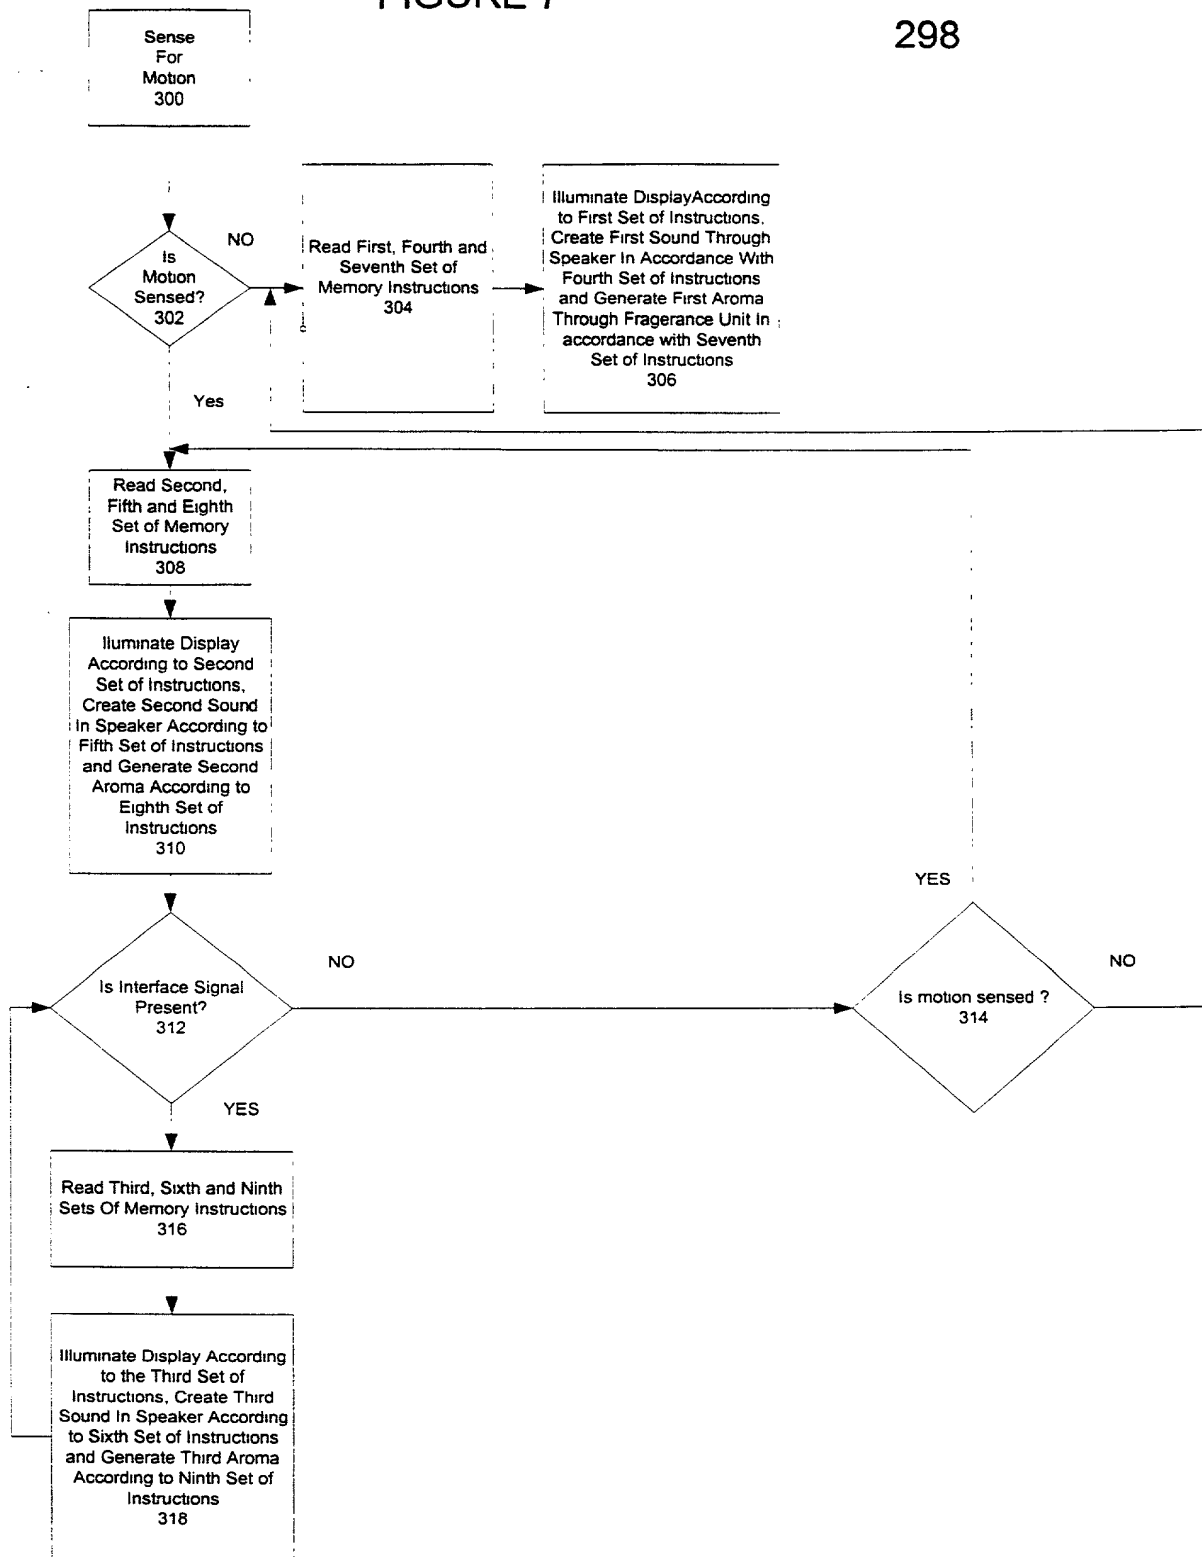 FIGURE 7
298
Sense
For
Motion
300
Is
Motion
Sensed?
302
NO
Yes
Read First, Fourth and
Seventh Set of
Memory Instructions
304
Illuminate DisplayAccording
to First Set of Instructions.
Create First Sound Through
Speaker In Accordance With
Fourth Set of Instructions
and Generate First Aroma
Through Fragerance Unit In
accordance with Seventh
Set of Instructions
306
Read Second,
Fifth and Eighth
Set of Memory
Instructions
308
Iluminate Display
According to Second
Set of Instructions,
Create Second Sound
In Speaker According to
Fifth Set of Instructions
and Generate Second
Aroma According to
Eighth Set of
Instructions
310
Is Interface Signal
Present?
312
NO
YES
YES
Is motion sensed ?
314
NO
Read Third, Sixth and Ninth
Sets Of Memory Instructions
316
Illuminate Display According
to the Third Set of
Instructions, Create Third
Sound In Speaker According
to Sixth Set of Instructions
and Generate Third Aroma
According to Ninth Set of
Instructions
318